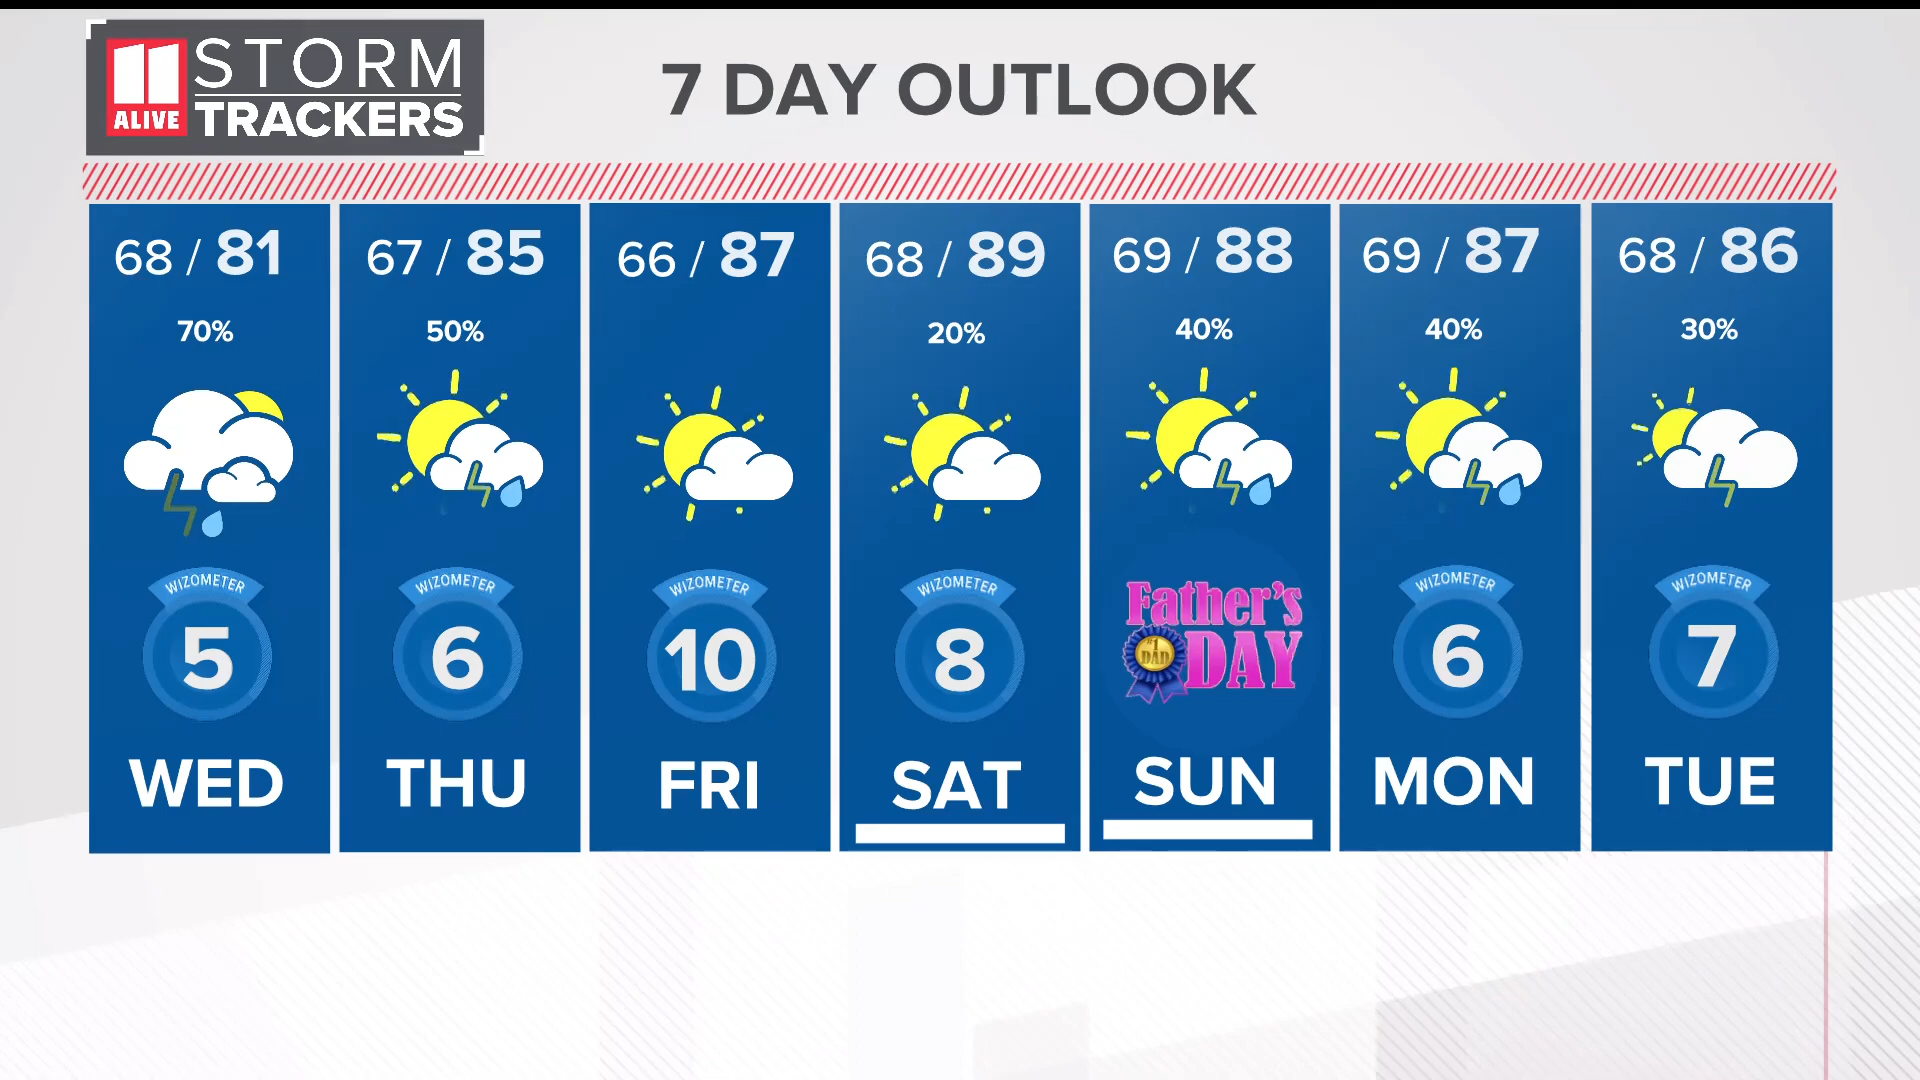 11 ALIVE
STORM
TRACKERS
7 DAY OUTLOOK
68 / 81
70%
WIZOMETER
5
WED
67 / 85
50%
WIZOMETER
6
THU
66 / 87
WIZOMETER
10
FRI
68 / 89
20%
WIZOMETER
8
SAT
69 / 88
40%
Father's
#1
DAD
DAY
SUN
69 / 87
40%
WIZOMETER
6
MON
68 / 86
30%
WIZOMETER
7
TUE